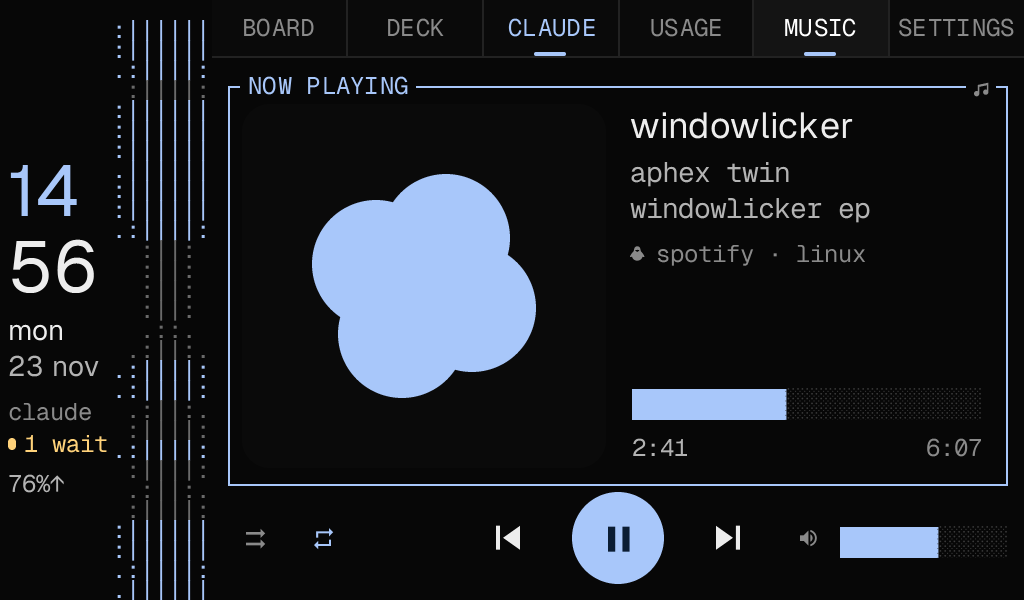 BOARD DECK CLAUDE USAGE MUSIC SETTINGS
14
56
mon
23 nov
claude
1 wait
76%↑
NOW PLAYING
windowlicker
aphex twin
windowlicker ep
spotify · linux
2:41 6:07